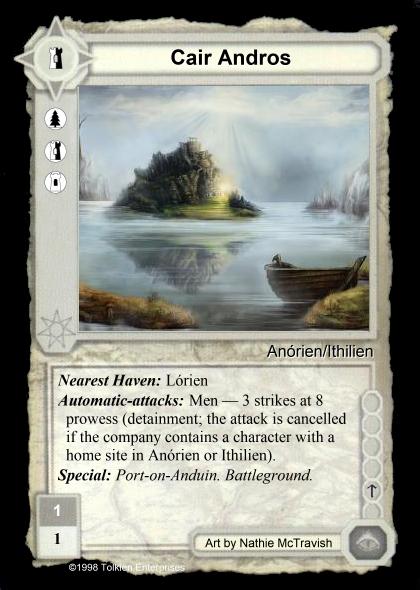 Cair Andros
Anórien/Ithilien
Nearest Haven: Lórien
Automatic-attacks: Men — 3 strikes at 8
prowess (detainment; the attack is cancelled
if the company contains a character with a
home site in Anórien or Ithilien).
Special: Port-on-Anduin. Battleground.
1
1
Art by Nathie McTravish
©1998 Tolkien Enterprises